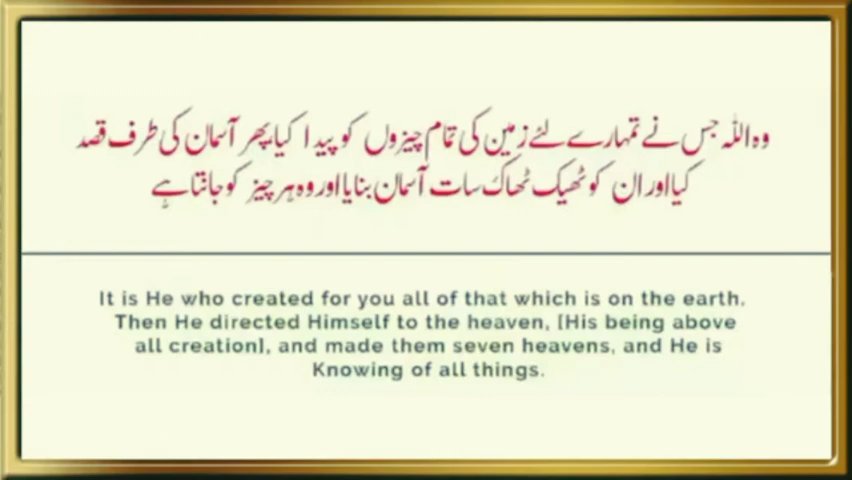 وہ اللہ جس نے تمہارے لئے زمین کی تمام چیزوں کو پیدا کیا، پھر آسمان کی طرف قصد
کیا اور ان کو ٹھیک ٹھاک سات آسمان بنایا اور وہ ہر چیز کو جانتا ہے
It is He who created for you all of that which is on the earth.
Then He directed Himself to the heaven, [His being above
all creation], and made them seven heavens, and He is
Knowing of all things.